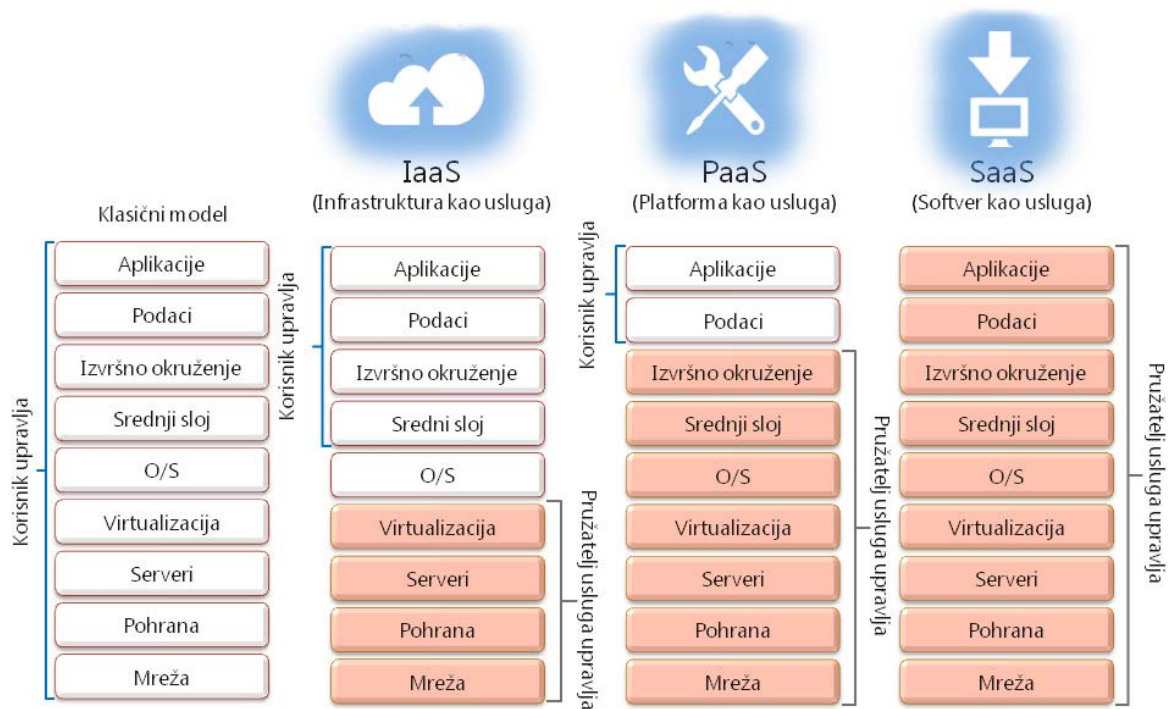 IaaS
(Infrastruktura kao usluga)
PaaS
(Platforma kao usluga)
SaaS
(Softver kao usluga)
Klasični model
Korisnik upravlja
Aplikacije
Podaci
Izvršno okruženje
Srednji sloj
O/S
Virtualizacija
Serveri
Pohrana
Mreža
Korisnik upravlja
Aplikacije
Podaci
Izvršno okruženje
Sredni sloj
O/S
Virtualizacija
Serveri
Pohrana
Mreža
Pružatelj usluga upravlja
Korisnik upravlja
Aplikacije
Podaci
Izvršno okruženje
Srednji sloj
O/S
Virtualizacija
Serveri
Pohrana
Mreža
Pružatelj usluga upravlja
Aplikacije
Podaci
Izvršno okruženje
Srednji sloj
O/S
Virtualizacija
Serveri
Pohrana
Mreža
Pružatelj usluga upravlja